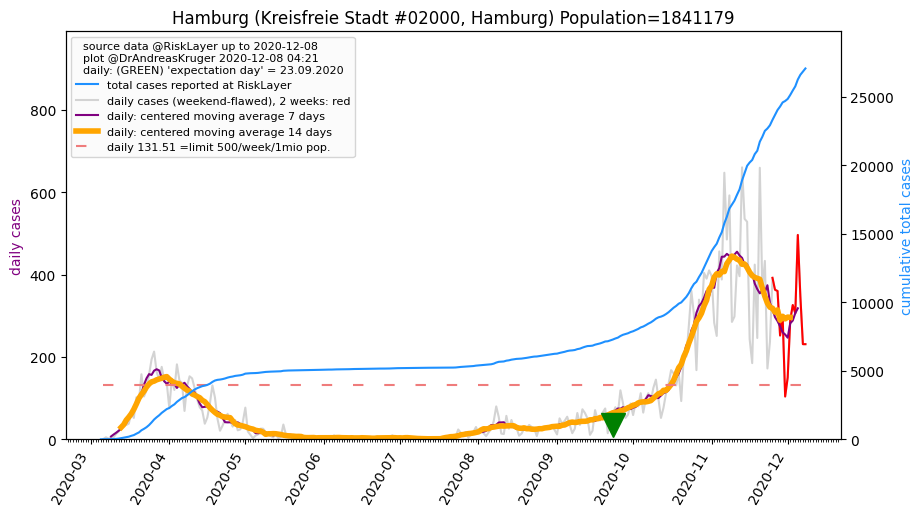 Hamburg (Kreisfreie Stadt #02000, Hamburg) Population=1841179
source data @RiskLayer up to 2020-12-08
plot @DrAndreasKruger 2020-12-08 04:21
daily: (GREEN) 'expectation day' = 23.09.2020
total cases reported at RiskLayer
daily cases (weekend-flawed), 2 weeks: red
daily: centered moving average 7 days
daily: centered moving average 14 days
daily 131.51 =limit 500/week/1mio pop.
daily cases
800
600
400
200
0
cumulative total cases
25000
20000
15000
10000
5000
0
2020-03
2020-04
2020-05
2020-06
2020-07
2020-08
2020-09
2020-10
2020-11
2020-12